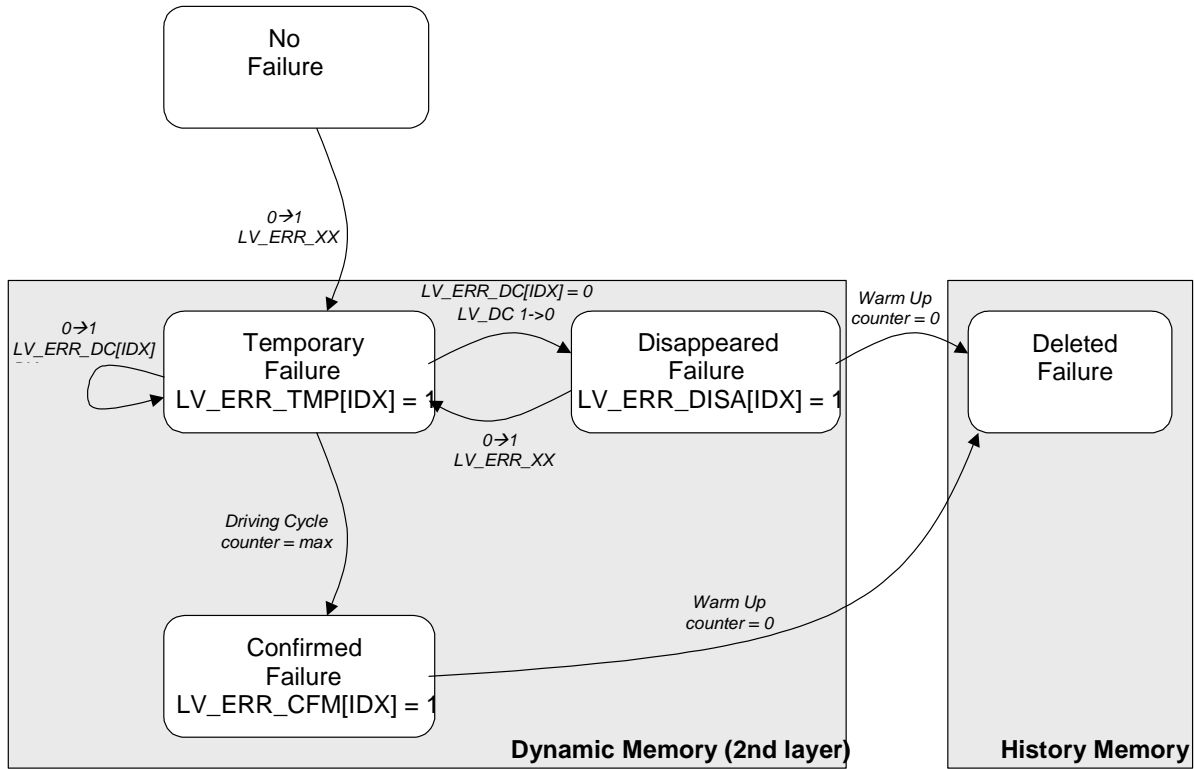 No
Failure
0→1
LV_ERR_XX
LV_ERR_DC[IDX] = 0
LV_DC 1->0
Warm Up
counter = 0
0→1
LV_ERR_DC[IDX]
Temporary
Failure
LV_ERR_TMP[IDX] = 1
Disappeared
Failure
LV_ERR_DISA[IDX] = 1
Deleted
Failure
0→1
LV_ERR_XX
Driving Cycle
counter = max
Warm Up
counter = 0
Confirmed
Failure
LV_ERR_CFM[IDX] = 1
Dynamic Memory (2nd layer)
History Memory